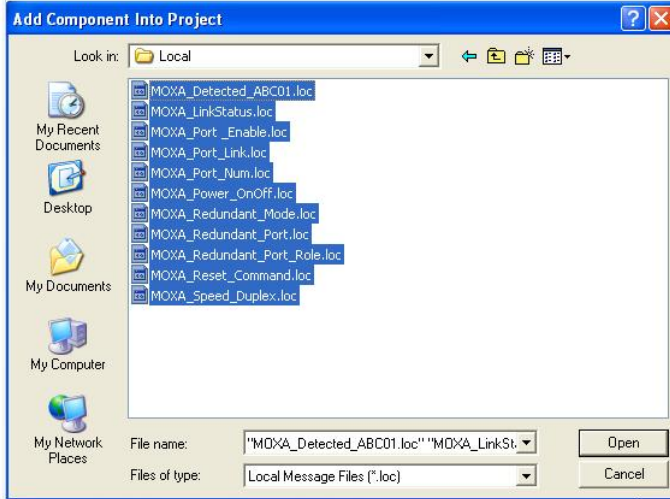 Add Component Into Project
Look in: Local
My Recent Documents
Desktop
My Documents
My Computer
My Network Places
MOXA_Detected_ABC01.loc
MOXA_LinkStatus.loc
MOXA_Port _Enable.loc
MOXA_Port_Link.loc
MOXA_Port_Num.loc
MOXA_Power_OnOff.loc
MOXA_Redundant_Mode.loc
MOXA_Redundant_Port.loc
MOXA_Redundant_Port_Role.loc
MOXA_Reset_Command.loc
MOXA_Speed_Duplex.loc
File name: "MOXA_Detected_ABC01.loc" "MOXA_LinkSt. Open
Files of type: Local Message Files (*.loc) Cancel